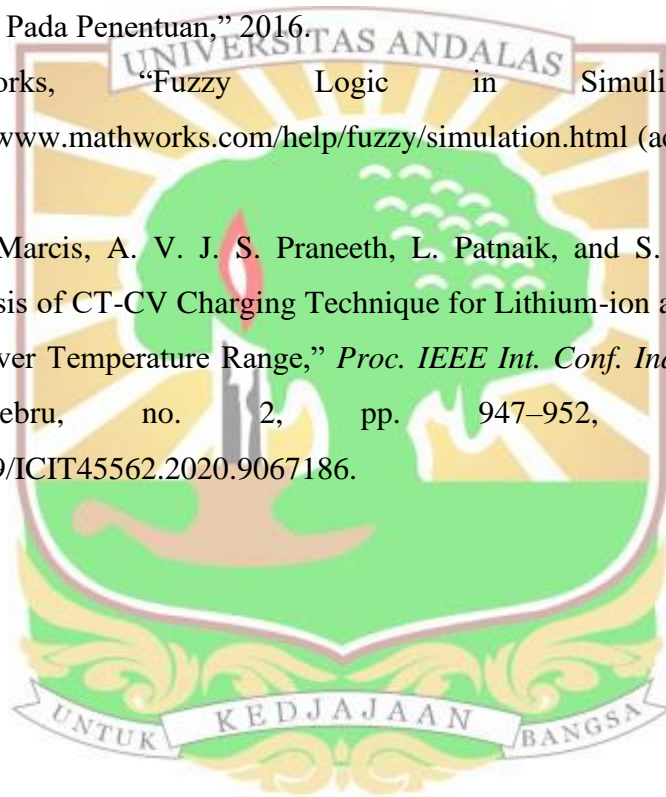 Pada Penentuan,” 2016.
UNIVERSITAS ANDALAS
orks, “Fuzzy Logic in Simuli
www.mathworks.com/help/fuzzy/simulation.html (ac
Marcis, A. V. J. S. Praneeth, L. Patnaik, and S.
sis of CT-CV Charging Technique for Lithium-ion a
ver Temperature Range,” Proc. IEEE Int. Conf. Ind
ebru, no. 2, pp. 947–952,
9/ICIT45562.2020.9067186.
UNTUK KEDJAJAAN BANGSA